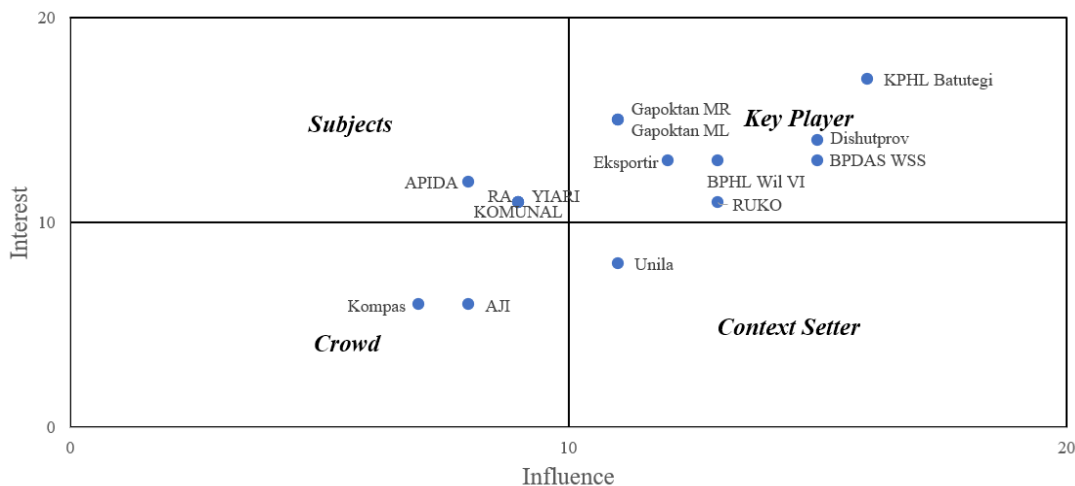 20
KPHL Batutegi
Gapoktan MR
Subjects
Key Player
Gapoktan ML
Dishutprov
Eksportir
BPDAS WSS
APIDA
BPHL Wil VI
RA
YIARI
KOMUNAL
RUKO
10
Interest
Unila
Kompas
AJI
Context Setter
Crowd
0
0
10
20
Influence